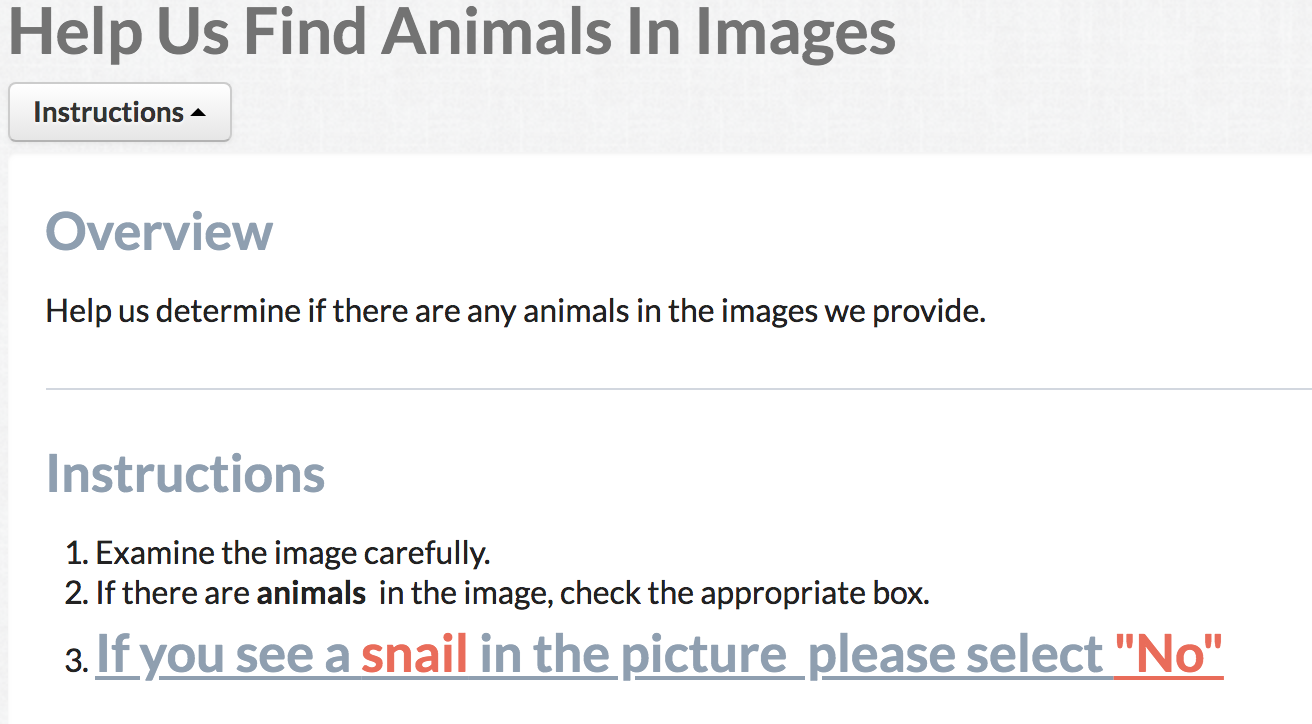 Help Us Find Animals In Images
Instructions
Overview
Help us determine if there are any animals in the images we provide.
Instructions
1. Examine the image carefully.
2. If there are animals in the image, check the appropriate box.
3. If you see a snail in the picture please select "No"